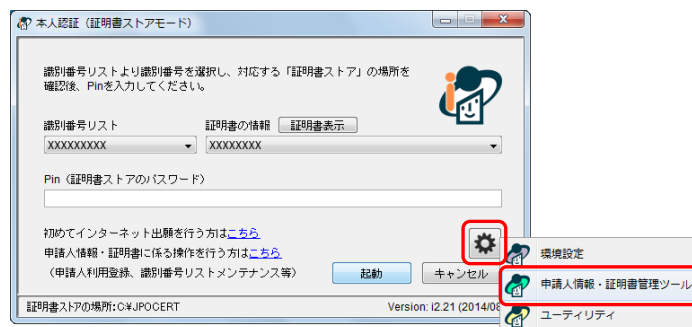 本人認証（証明書ストアモード）
識別番号リストより識別番号を選択し、対応する「証明書ストア」の場所を
確認後、Pinを入力してください。
識別番号リスト 証明書の情報 証明書表示
XXXXXXXXX XXXXXXXX
Pin（証明書ストアのパスワード）
初めてインターネット出願を行う方はこちら
申請人情報・証明書に係る操作を行う方はこちら
（申請人利用登録、識別番号リストメンテナンス等） 起動 キャンセル
証明書ストアの場所:C¥JPOCERT Version: i2.21 (2014/08
環境設定
申請人情報・証明書管理ツール
ユーティリティ